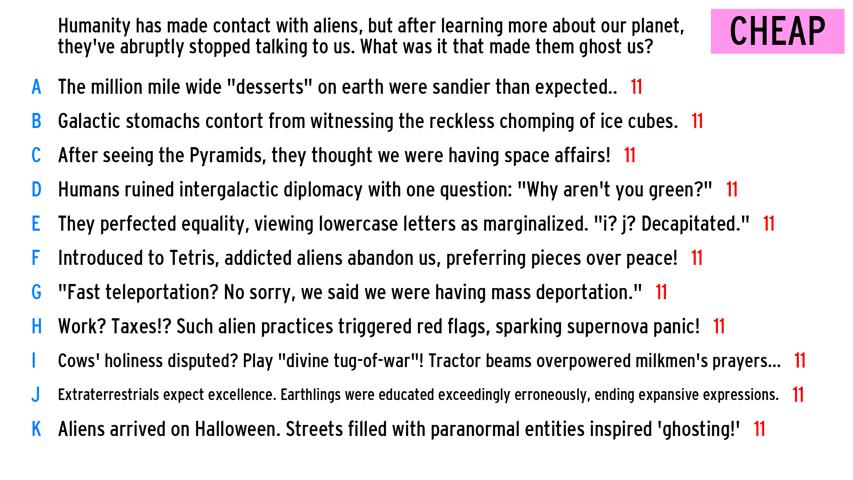 Humanity has made contact with aliens, but after learning more about our planet,
they've abruptly stopped talking to us. What was it that made them ghost us?
CHEAP
A The million mile wide "desserts" on earth were sandier than expected.. 11
B Galactic stomachs contort from witnessing the reckless chomping of ice cubes. 11
C After seeing the Pyramids, they thought we were having space affairs! 11
D Humans ruined intergalactic diplomacy with one question: "Why aren't you green?" 11
E They perfected equality, viewing lowercase letters as marginalized. "i? j? Decapitated." 11
F Introduced to Tetris, addicted aliens abandon us, preferring pieces over peace! 11
G "Fast teleportation? No sorry, we said we were having mass deportation." 11
H Work? Taxes!? Such alien practices triggered red flags, sparking supernova panic! 11
I Cows' holiness disputed? Play "divine tug-of-war"! Tractor beams overpowered milkmen's prayers... 11
J Extraterrestrials expect excellence. Earthlings were educated exceedingly erroneously, ending expansive expressions. 11
K Aliens arrived on Halloween. Streets filled with paranormal entities inspired 'ghosting!' 11